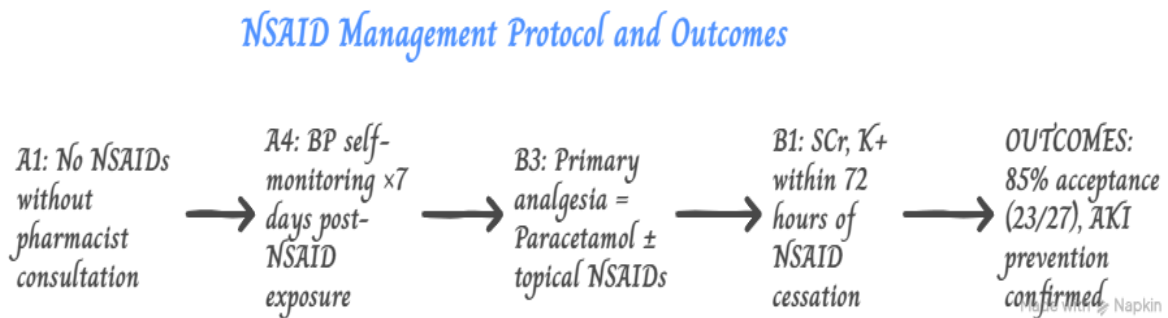 NSAID Management Protocol and Outcomes
A1: No NSAIDs
without
pharmacist
consultation
A4: BP self-
monitoring ×7
days post-
NSAID
exposure
B3: Primary
analgesia =
Paracetamol ±
topical NSAIDs
B1: SCr, K+
within 72
hours of
NSAID
cessation
OUTCOMES:
85% acceptance
(23/27), AKI
prevention
confirmed
Made with Napkin